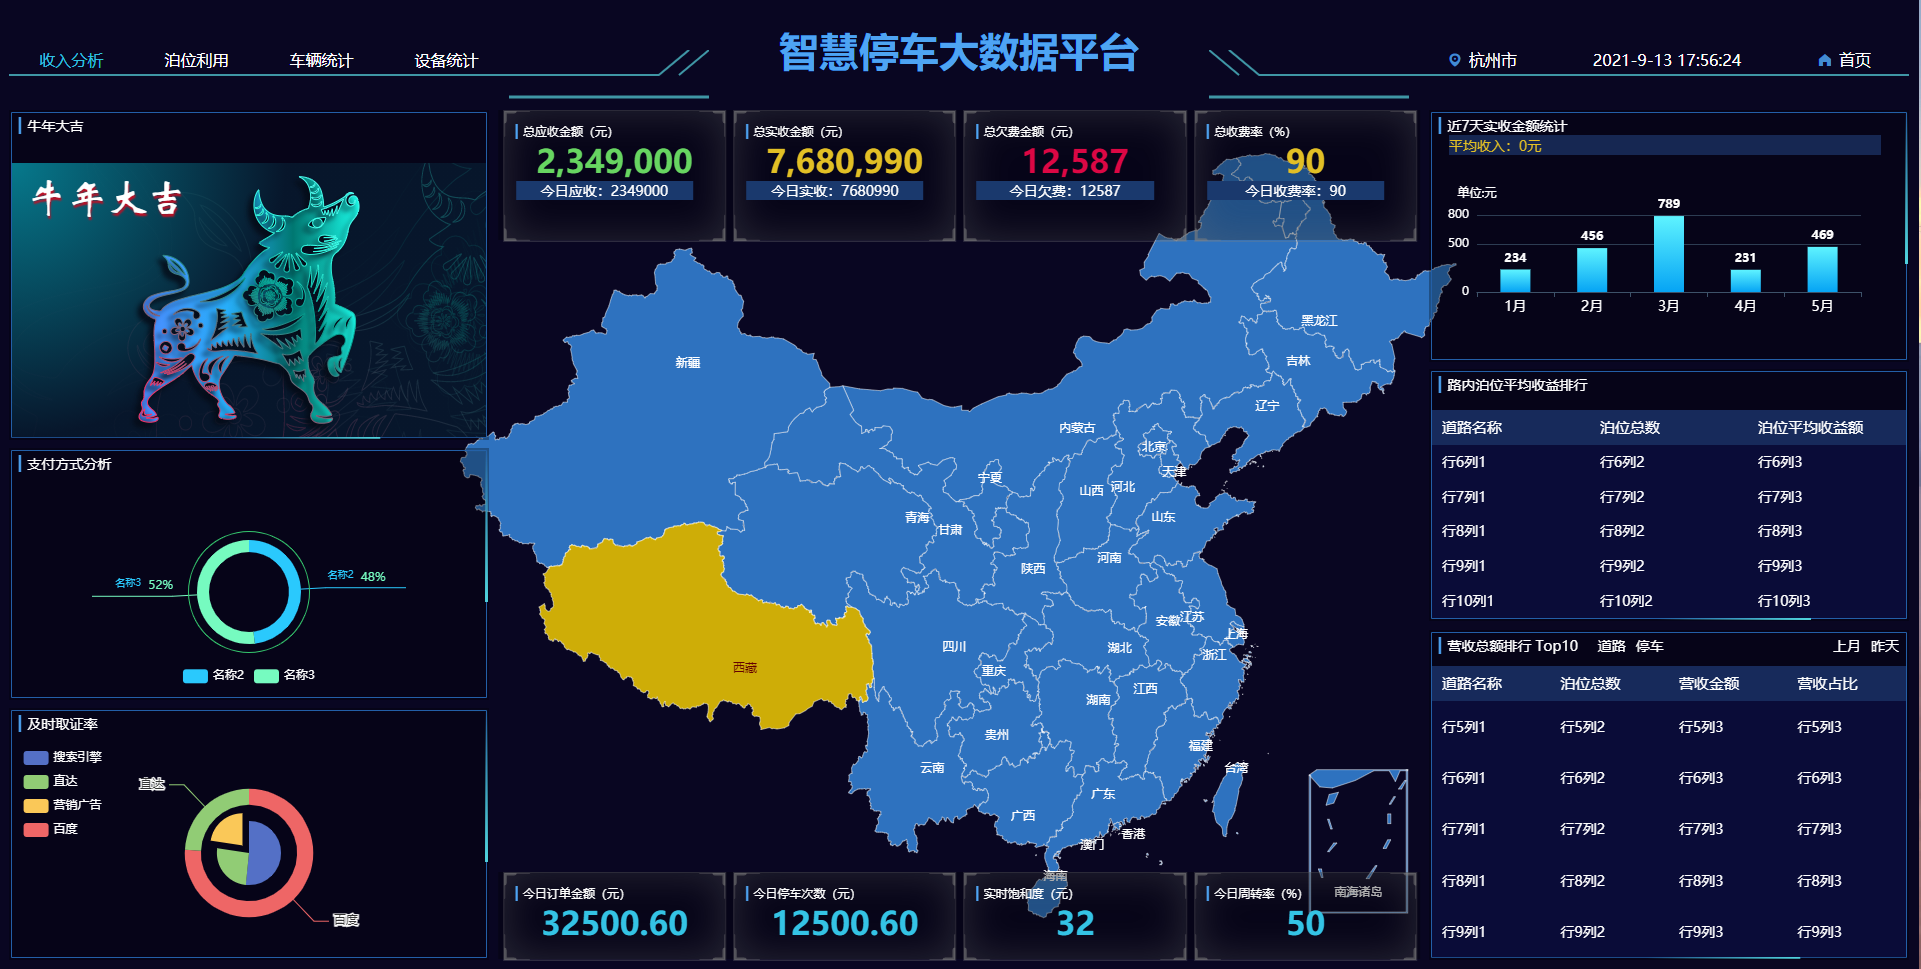 智慧停车大数据平台
收入分析 泊位利用 车辆统计 设备统计
杭州市 2021-9-13 17:56:24 首页
牛年大吉
牛年大吉
支付方式分析
名称3 52%
名称2 48%
名称2 名称3
及时取证率
搜索引擎
直达
营销广告
百度
百度
总应收金额（元）
2,349,000
今日应收：2349000
总实收金额（元）
7,680,990
今日实收：7680990
总欠费金额（元）
12,587
今日欠费：12587
总收费率（%）
90
今日收费率：90
黑龙江
新疆
吉林
辽宁
内蒙古
北京
天津
宁夏
山西
河北
青海
甘肃
山东
河南
陕西
安徽
江苏
上海
四川
湖北
浙江
重庆
西藏
江西
湖南
贵州
福建
云南
台湾
广东
广西
香港
澳门
海南
南海诸岛
今日订单金额（元）
32500.60
今日停车次数（元）
12500.60
实时饱和度（元）
32
今日周转率（%）
50
近7天实收金额统计
平均收入：0元
单位:元
800
500
0
234 456 789 231 469
1月 2月 3月 4月 5月
路内泊位平均收益排行
道路名称 泊位总数 泊位平均收益额
行6列1 行6列2 行6列3
行7列1 行7列2 行7列3
行8列1 行8列2 行8列3
行9列1 行9列2 行9列3
行10列1 行10列2 行10列3
营收总额排行 Top10 道路 停车 上月 昨天
道路名称 泊位总数 营收金额 营收占比
行5列1 行5列2 行5列3 行5列3
行6列1 行6列2 行6列3 行6列3
行7列1 行7列2 行7列3 行7列3
行8列1 行8列2 行8列3 行8列3
行9列1 行9列2 行9列3 行9列3